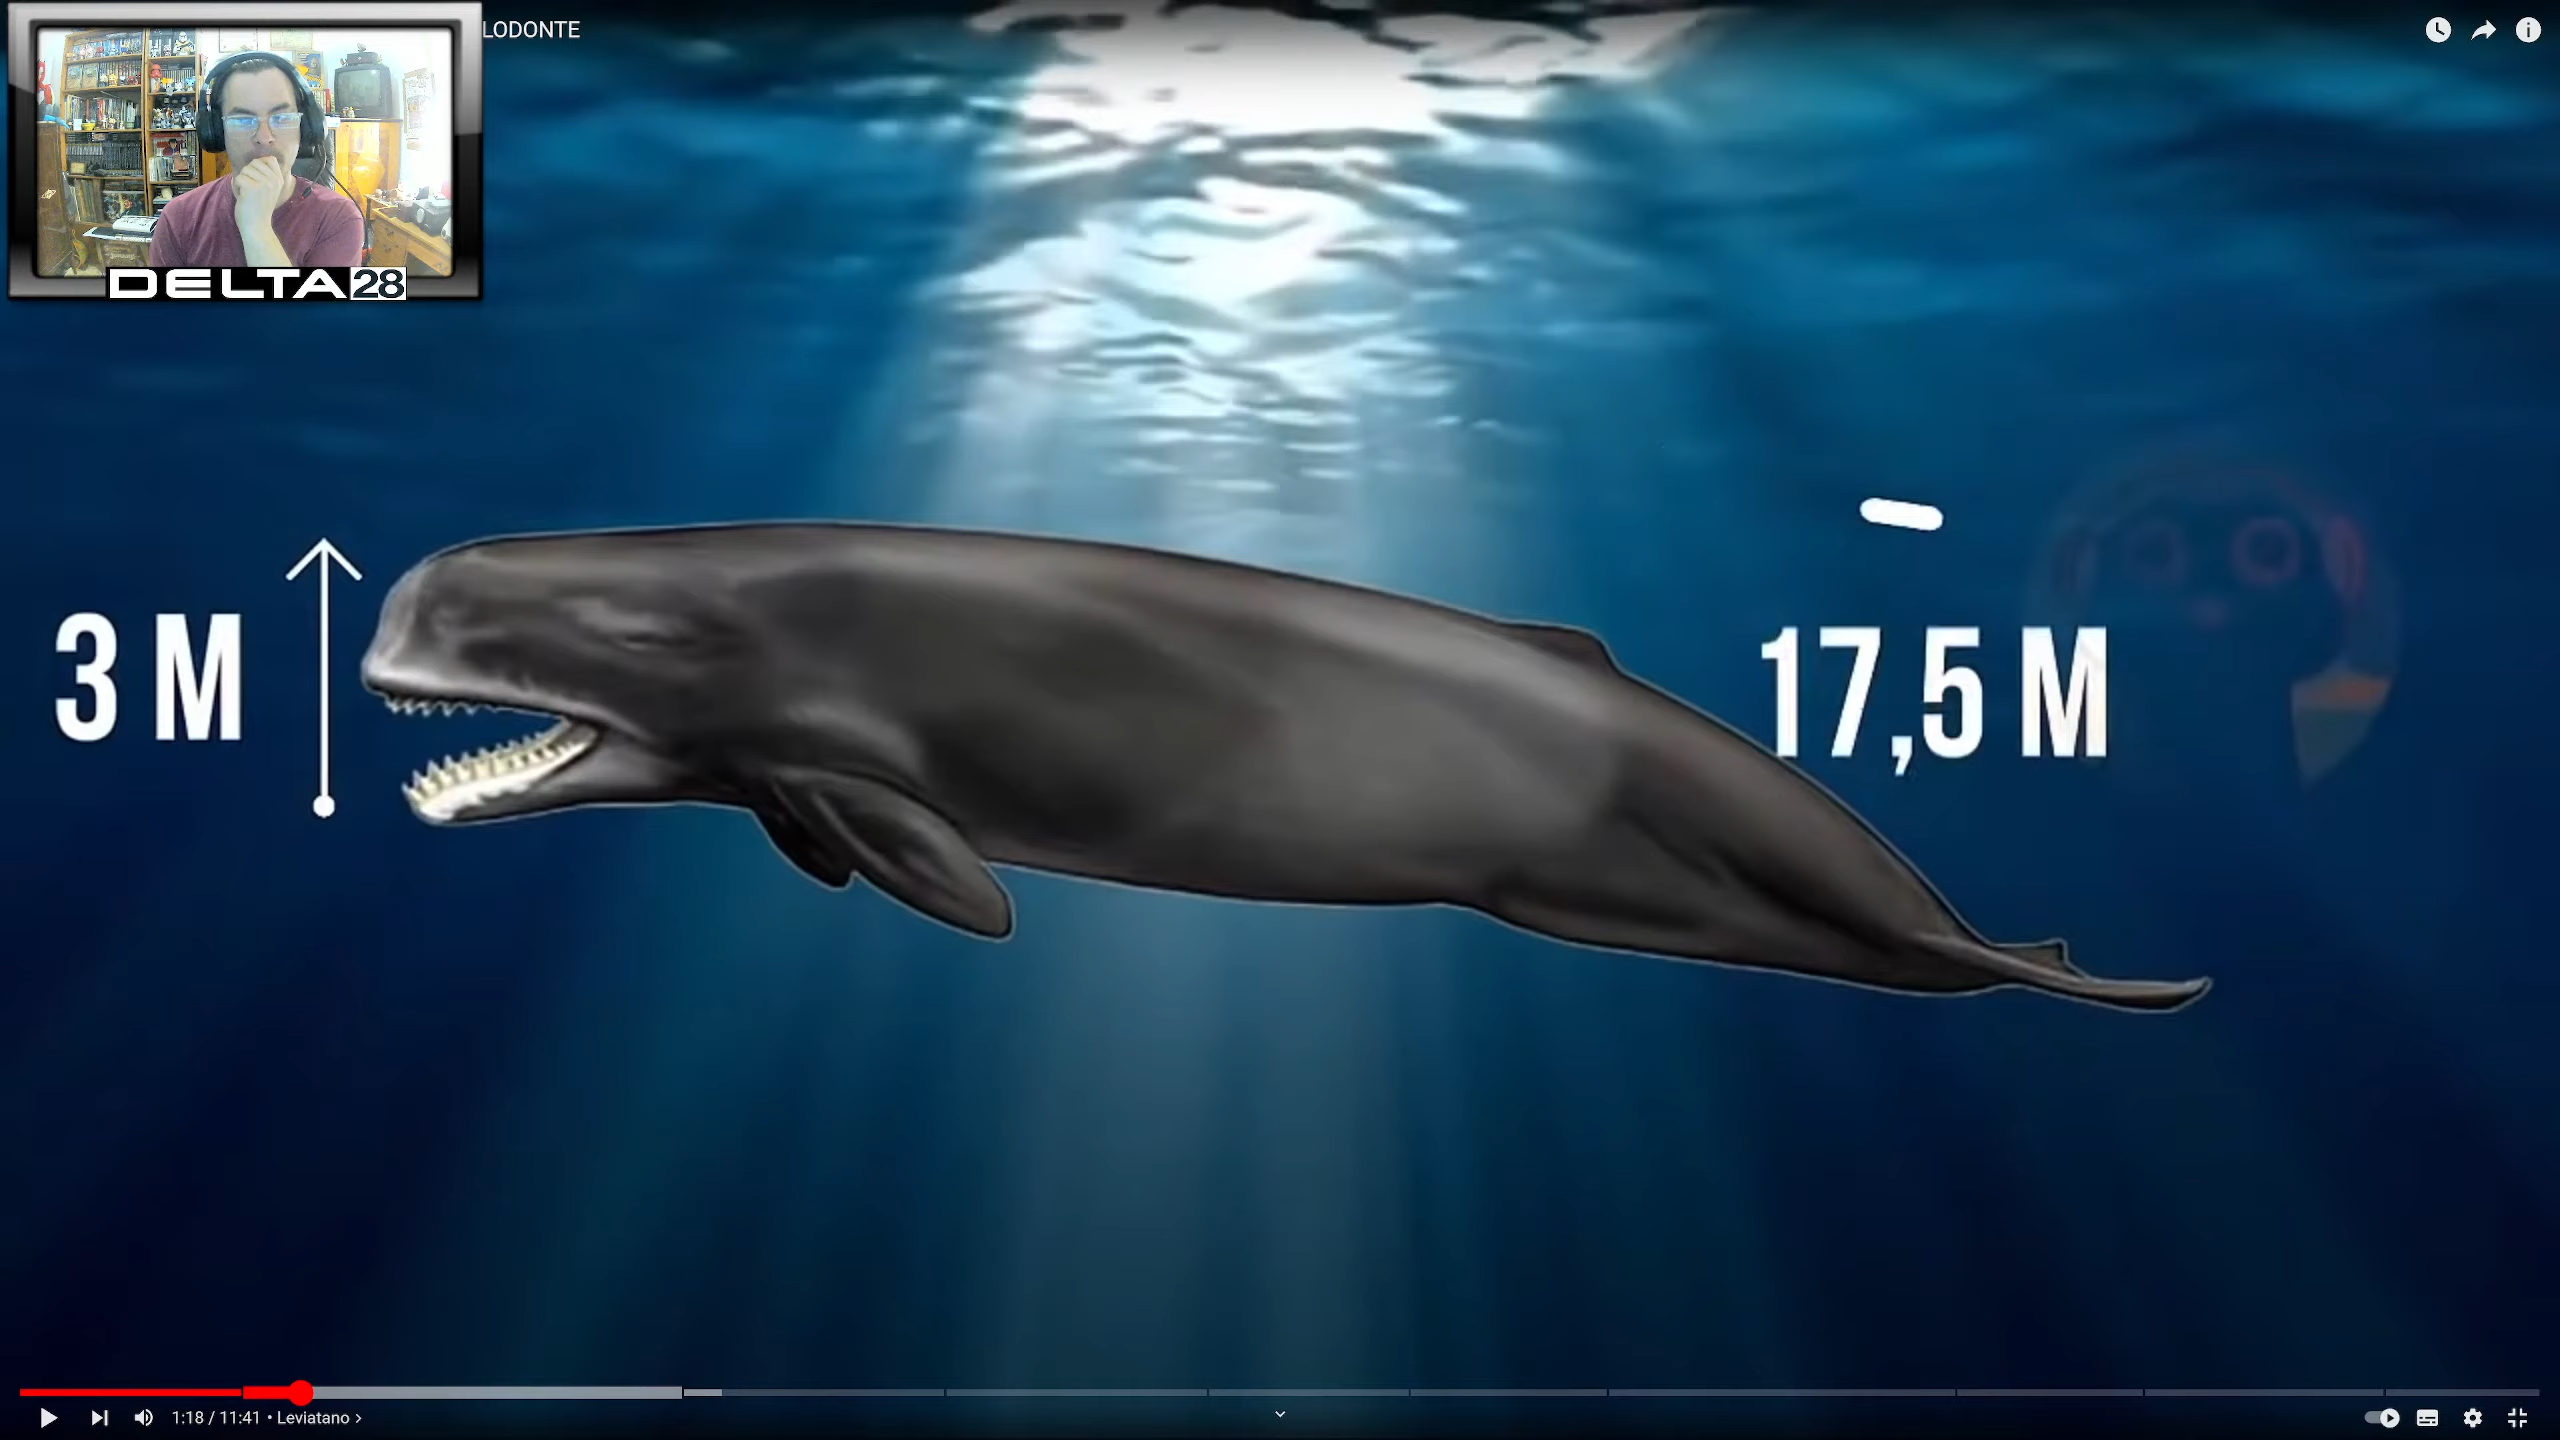 LODONTE
DELTA28
3 M
17,5 M
1:18 / 11:41 • Leviatano ›